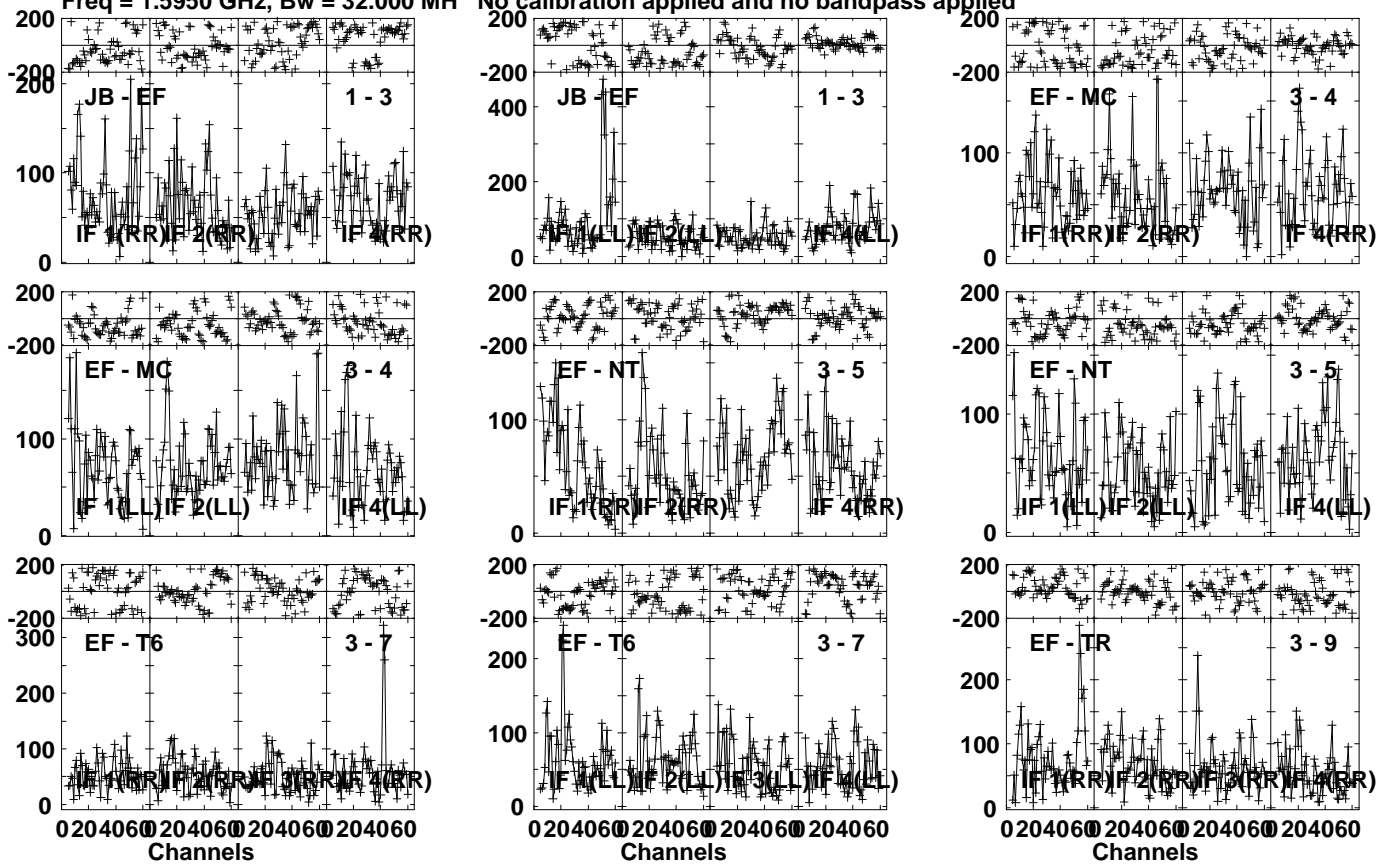 Freq = 1.5950 GHz, Bw = 32.000 MH No calibration applied and no bandpass applied
200
-200
200
100
0
JB - EF
1 - 3
IF 1(RR)
IF 2(RR)
IF 4(RR)
-200
400
200
0
JB - EF
1 - 3
IF 1(LL)
IF 2(LL)
IF 4(LL)
200
-200
100
0
EF - MC
3 - 4
IF 1(RR)
IF 2(RR)
IF 4(RR)
200
-200
100
0
EF - MC
3 - 4
IF 1(LL)
IF 2(LL)
IF 4(LL)
200
-200
100
0
EF - NT
3 - 5
IF 1(RR)
IF 2(RR)
IF 4(RR)
200
-200
100
0
EF - NT
3 - 5
IF 1(LL)
IF 2(LL)
IF 4(LL)
200
-200
300
200
100
0
EF - T6
3 - 7
IF 1(RR)
IF 2(RR)
IF 3(RR)
IF 4(RR)
0 20 40 60 0 20 40 60 0 20 40 60 0 20 40 60
Channels
200
-200
200
100
0
EF - T6
3 - 7
IF 1(LL)
IF 2(LL)
IF 3(LL)
IF 4(LL)
0 20 40 60 0 20 40 60 0 20 40 60 0 20 40 60
Channels
200
-200
200
100
0
EF - TR
3 - 9
IF 1(RR)
IF 2(RR)
IF 3(RR)
IF 4(RR)
0 20 40 60 0 20 40 60 0 20 40 60 0 20 40 60
Channels